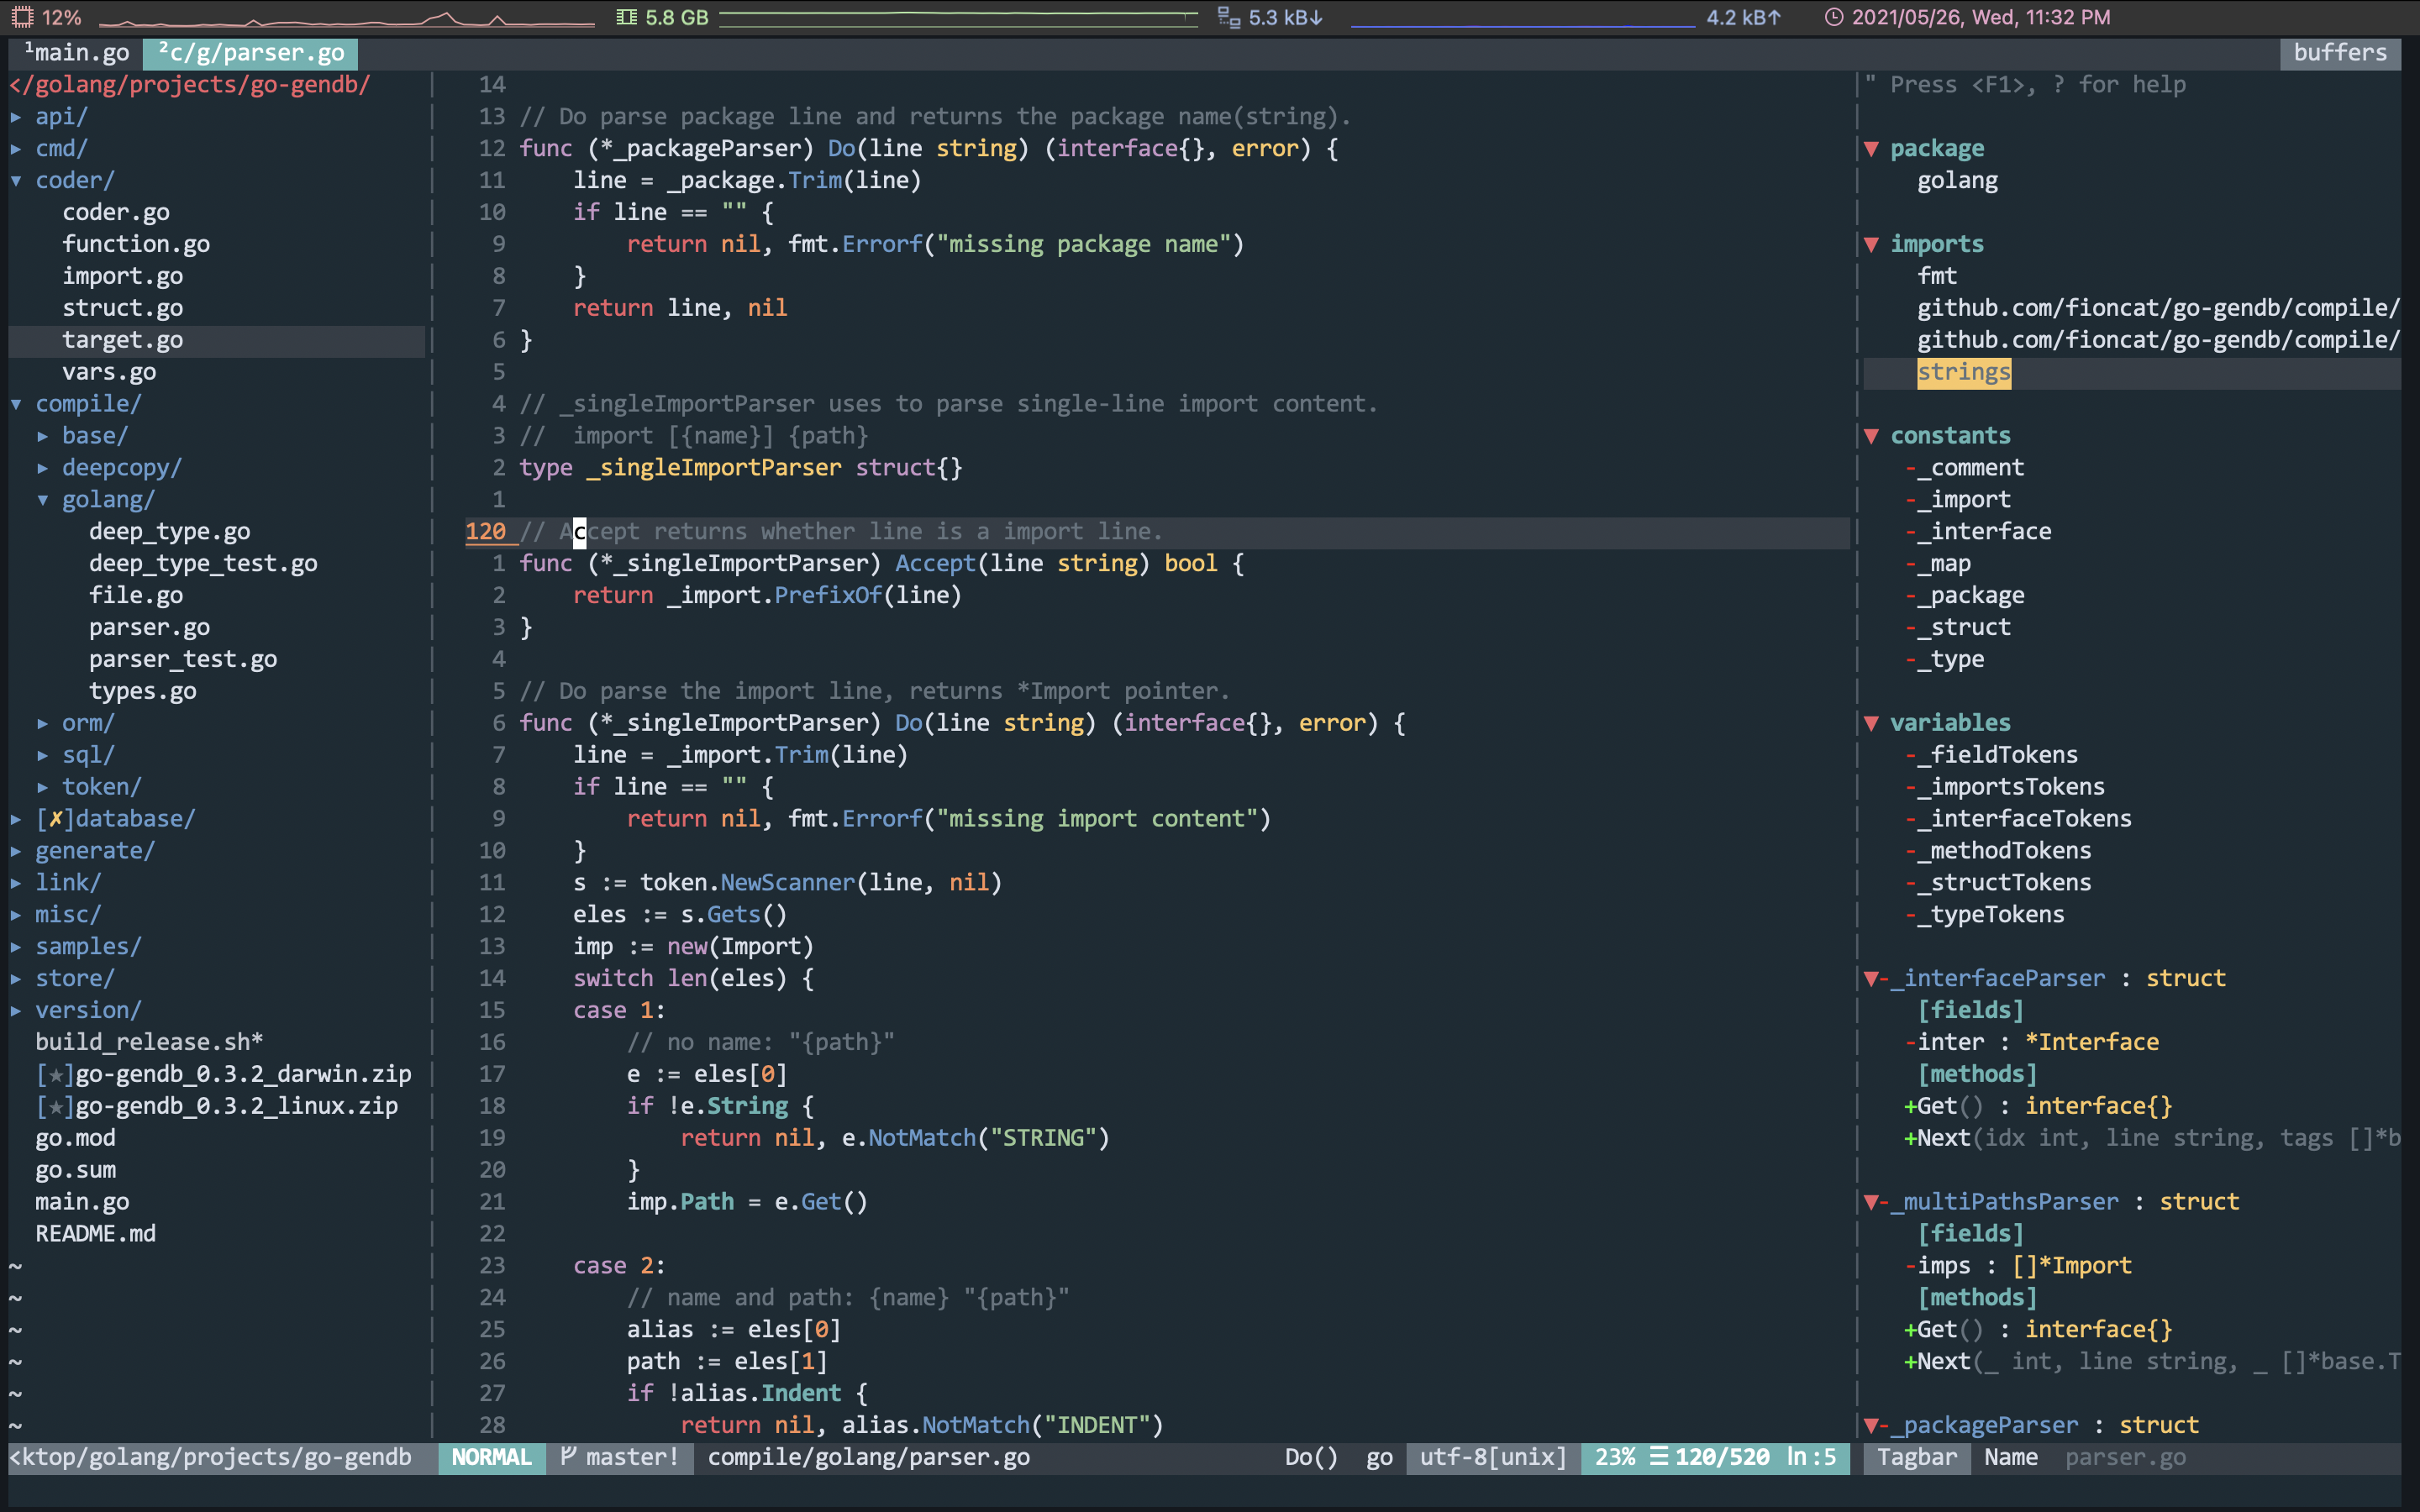 12% 5.8 GB 5.3 kB↓ 4.2 kB↑ 2021/05/26, Wed, 11:32 PM
¹main.go ²c/g/parser.go buffers
</golang/projects/go-gendb/
▸ api/
▸ cmd/
▾ coder/
coder.go
function.go
import.go
struct.go
target.go
vars.go
▾ compile/
▸ base/
▸ deepcopy/
▾ golang/
deep_type.go
deep_type_test.go
file.go
parser.go
parser_test.go
types.go
▸ orm/
▸ sql/
▸ token/
▸ [✗]database/
▸ generate/
▸ link/
▸ misc/
▸ samples/
▸ store/
▸ version/
build_release.sh*
[★]go-gendb_0.3.2_darwin.zip
[★]go-gendb_0.3.2_linux.zip
go.mod
go.sum
main.go
README.md
~
~
~
~
~
~
14
13 // Do parse package line and returns the package name(string).
12 func (*_packageParser) Do(line string) (interface{}, error) {
11     line = _package.Trim(line)
10     if line == "" {
9         return nil, fmt.Errorf("missing package name")
8     }
7     return line, nil
6 }
5
4 // _singleImportParser uses to parse single-line import content.
3 //  import [{name}] {path}
2 type _singleImportParser struct{}
1
120 // Accept returns whether line is a import line.
1 func (*_singleImportParser) Accept(line string) bool {
2     return _import.PrefixOf(line)
3 }
4
5 // Do parse the import line, returns *Import pointer.
6 func (*_singleImportParser) Do(line string) (interface{}, error) {
7     line = _import.Trim(line)
8     if line == "" {
9         return nil, fmt.Errorf("missing import content")
10     }
11     s := token.NewScanner(line, nil)
12     eles := s.Gets()
13     imp := new(Import)
14     switch len(eles) {
15     case 1:
16         // no name: "{path}"
17         e := eles[0]
18         if !e.String {
19             return nil, e.NotMatch("STRING")
20         }
21         imp.Path = e.Get()
22
23     case 2:
24         // name and path: {name} "{path}"
25         alias := eles[0]
26         path := eles[1]
27         if !alias.Indent {
28             return nil, alias.NotMatch("INDENT")
" Press <F1>, ? for help
▼ package
golang
▼ imports
fmt
github.com/fioncat/go-gendb/compile/
github.com/fioncat/go-gendb/compile/
strings
▼ constants
-_comment
-_import
-_interface
-_map
-_package
-_struct
-_type
▼ variables
-_fieldTokens
-_importsTokens
-_interfaceTokens
-_methodTokens
-_structTokens
-_typeTokens
▼-_interfaceParser : struct
[fields]
-inter : *Interface
[methods]
+Get() : interface{}
+Next(idx int, line string, tags []*b
▼-_multiPathsParser : struct
[fields]
-imps : []*Import
[methods]
+Get() : interface{}
+Next(_ int, line string, _ []*base.T
▼-_packageParser : struct
<ktop/golang/projects/go-gendb NORMAL master! compile/golang/parser.go Do() go utf-8[unix] 23% ☰ 120/520 ln:5 Tagbar Name parser.go